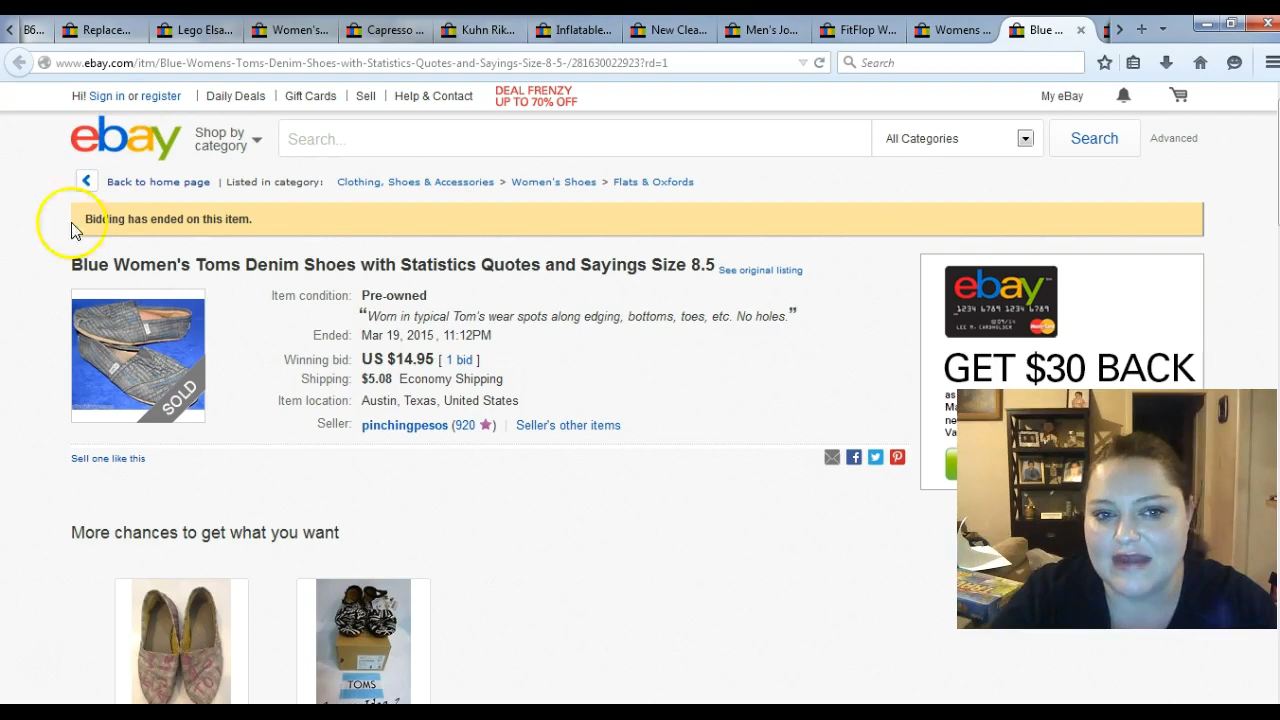 B6...
Replace...
Lego Elsa...
Women's...
Capresso ...
Kuhn Rik...
Inflatable...
New Clea...
Men's Jo...
FitFlop W...
Womens ...
Blue ...
www.ebay.com/itm/Blue-Womens-Toms-Denim-Shoes-with-Statistics-Quotes-and-Sayings-Size-8-5-/281630022923?rd=1
Search
Hi! Sign in or register | Daily Deals | Gift Cards | Sell | Help & Contact
DEAL FRENZY
UP TO 70% OFF
My eBay
ebay
Shop by
category
Search...
All Categories
Search
Advanced
Back to home page | Listed in category: Clothing, Shoes & Accessories > Women's Shoes > Flats & Oxfords
Bidding has ended on this item.
Blue Women's Toms Denim Shoes with Statistics Quotes and Sayings Size 8.5 See original listing
Item condition: Pre-owned
“Worn in typical Tom's wear spots along edging, bottoms, toes, etc. No holes.”
Ended: Mar 19, 2015 , 11:12PM
Winning bid: US $14.95 [ 1 bid ]
Shipping: $5.08 Economy Shipping
Item location: Austin, Texas, United States
Seller: pinchingpesos (920 ) | Seller's other items
SOLD
Sell one like this
ebay
GET $30 BACK
as
Ma
ne
Va
More chances to get what you want
TOMS